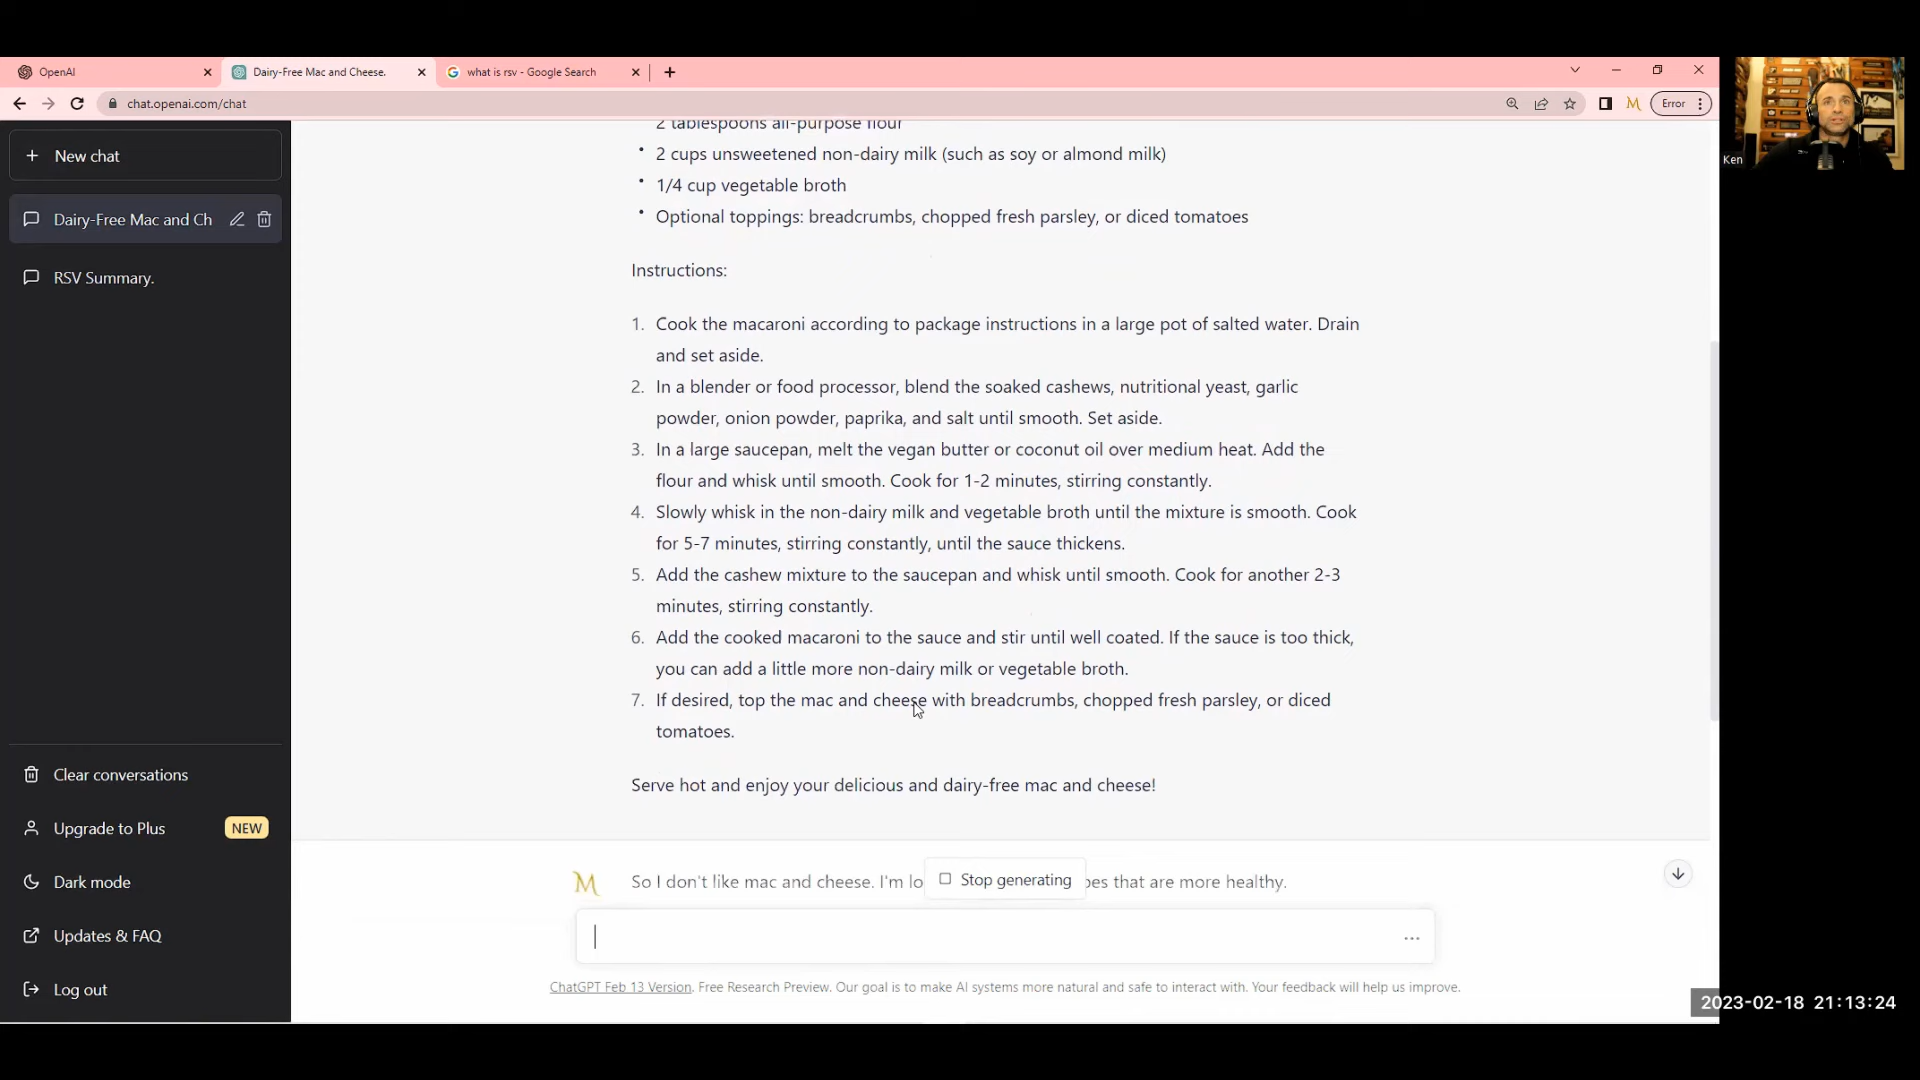 OpenAI
Dairy-Free Mac and Cheese.
what is rsv - Google Search
chat.openai.com/chat
Error
Ken
New chat
Dairy-Free Mac and Ch
RSV Summary.
2 tablespoons all-purpose flour
• 2 cups unsweetened non-dairy milk (such as soy or almond milk)
• 1/4 cup vegetable broth
• Optional toppings: breadcrumbs, chopped fresh parsley, or diced tomatoes
Instructions:
1. Cook the macaroni according to package instructions in a large pot of salted water. Drain
and set aside.
2. In a blender or food processor, blend the soaked cashews, nutritional yeast, garlic
powder, onion powder, paprika, and salt until smooth. Set aside.
3. In a large saucepan, melt the vegan butter or coconut oil over medium heat. Add the
flour and whisk until smooth. Cook for 1-2 minutes, stirring constantly.
4. Slowly whisk in the non-dairy milk and vegetable broth until the mixture is smooth. Cook
for 5-7 minutes, stirring constantly, until the sauce thickens.
5. Add the cashew mixture to the saucepan and whisk until smooth. Cook for another 2-3
minutes, stirring constantly.
6. Add the cooked macaroni to the sauce and stir until well coated. If the sauce is too thick,
you can add a little more non-dairy milk or vegetable broth.
7. If desired, top the mac and cheese with breadcrumbs, chopped fresh parsley, or diced
tomatoes.
Serve hot and enjoy your delicious and dairy-free mac and cheese!
Clear conversations
Upgrade to Plus NEW
Dark mode
Updates & FAQ
Log out
M So I don't like mac and cheese. I'm lo
Stop generating
es that are more healthy.
ChatGPT Feb 13 Version. Free Research Preview. Our goal is to make AI systems more natural and safe to interact with. Your feedback will help us improve.
2023-02-18 21:13:24